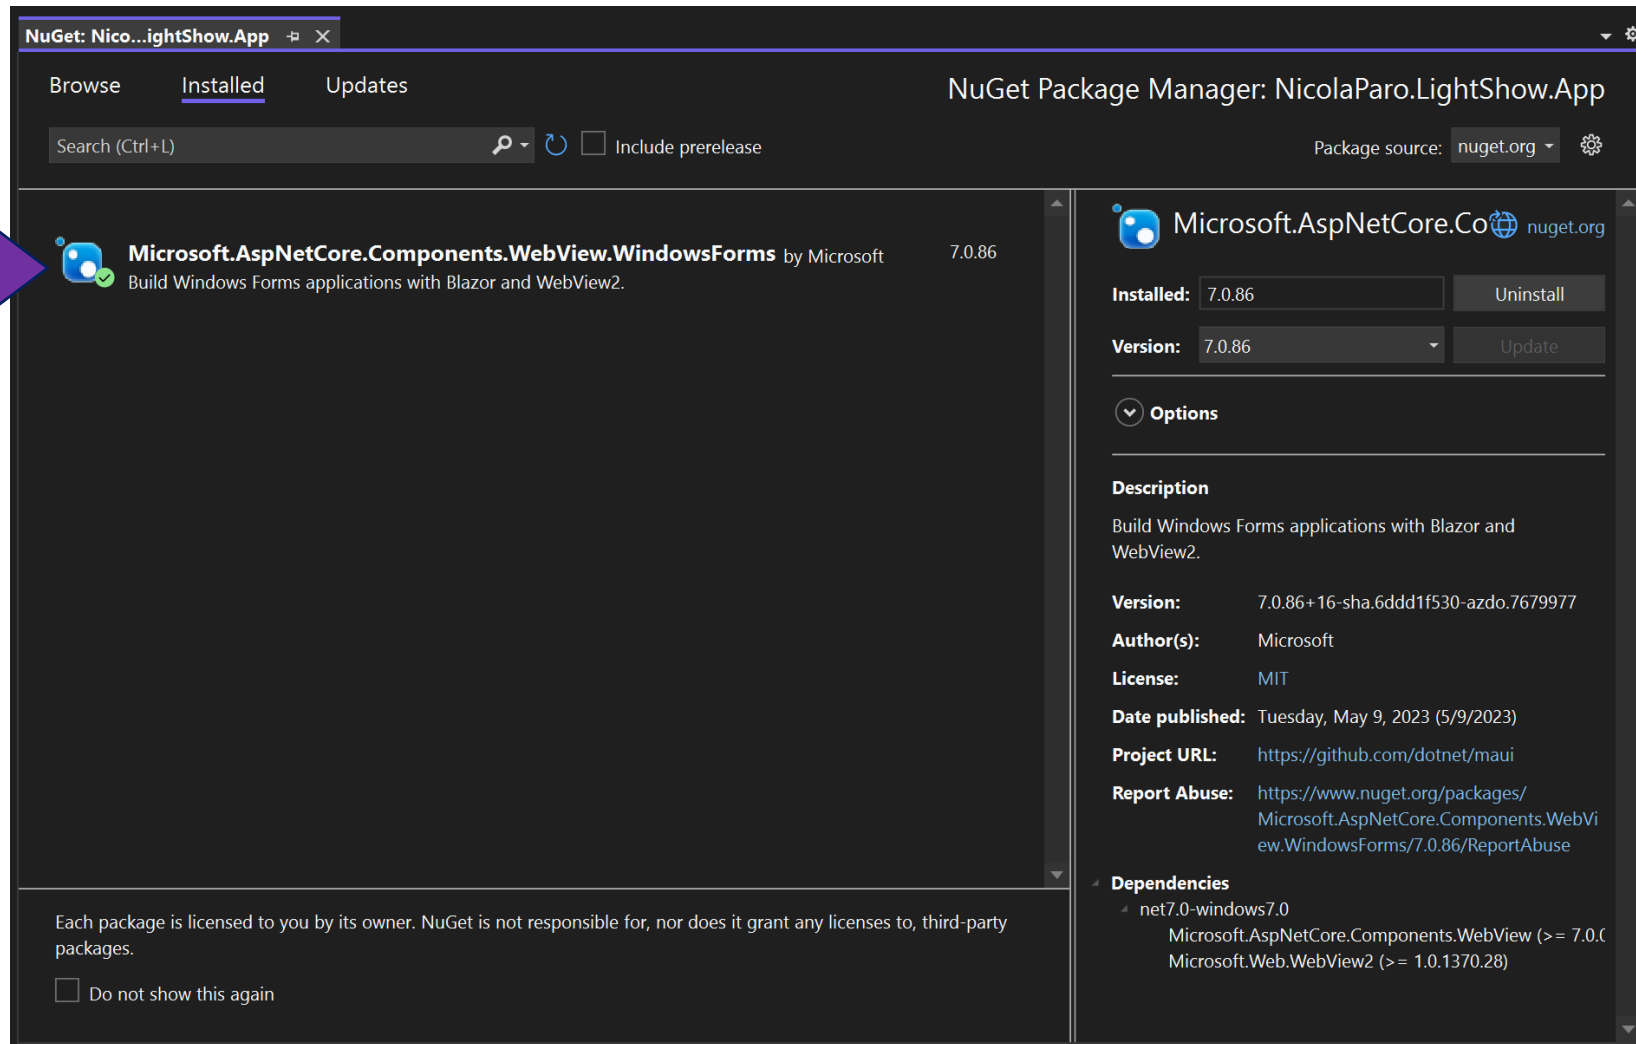 NuGet: Nico...ightShow.App
Browse Installed Updates
NuGet Package Manager: NicolaParo.LightShow.App
Search (Ctrl+L)
Include prerelease
Package source: nuget.org
Microsoft.AspNetCore.Components.WebView.WindowsForms by Microsoft 7.0.86
Build Windows Forms applications with Blazor and WebView2.
Each package is licensed to you by its owner. NuGet is not responsible for, nor does it grant any licenses to, third-party
packages.
Do not show this again
Microsoft.AspNetCore.Co nuget.org
Installed: 7.0.86 Uninstall
Version: 7.0.86 Update
Options
Description
Build Windows Forms applications with Blazor and
WebView2.
Version: 7.0.86+16-sha.6ddd1f530-azdo.7679977
Author(s): Microsoft
License: MIT
Date published: Tuesday, May 9, 2023 (5/9/2023)
Project URL: https://github.com/dotnet/maui
Report Abuse: https://www.nuget.org/packages/
Microsoft.AspNetCore.Components.WebVi
ew.WindowsForms/7.0.86/ReportAbuse
Dependencies
net7.0-windows7.0
Microsoft.AspNetCore.Components.WebView (>= 7.0.
Microsoft.Web.WebView2 (>= 1.0.1370.28)